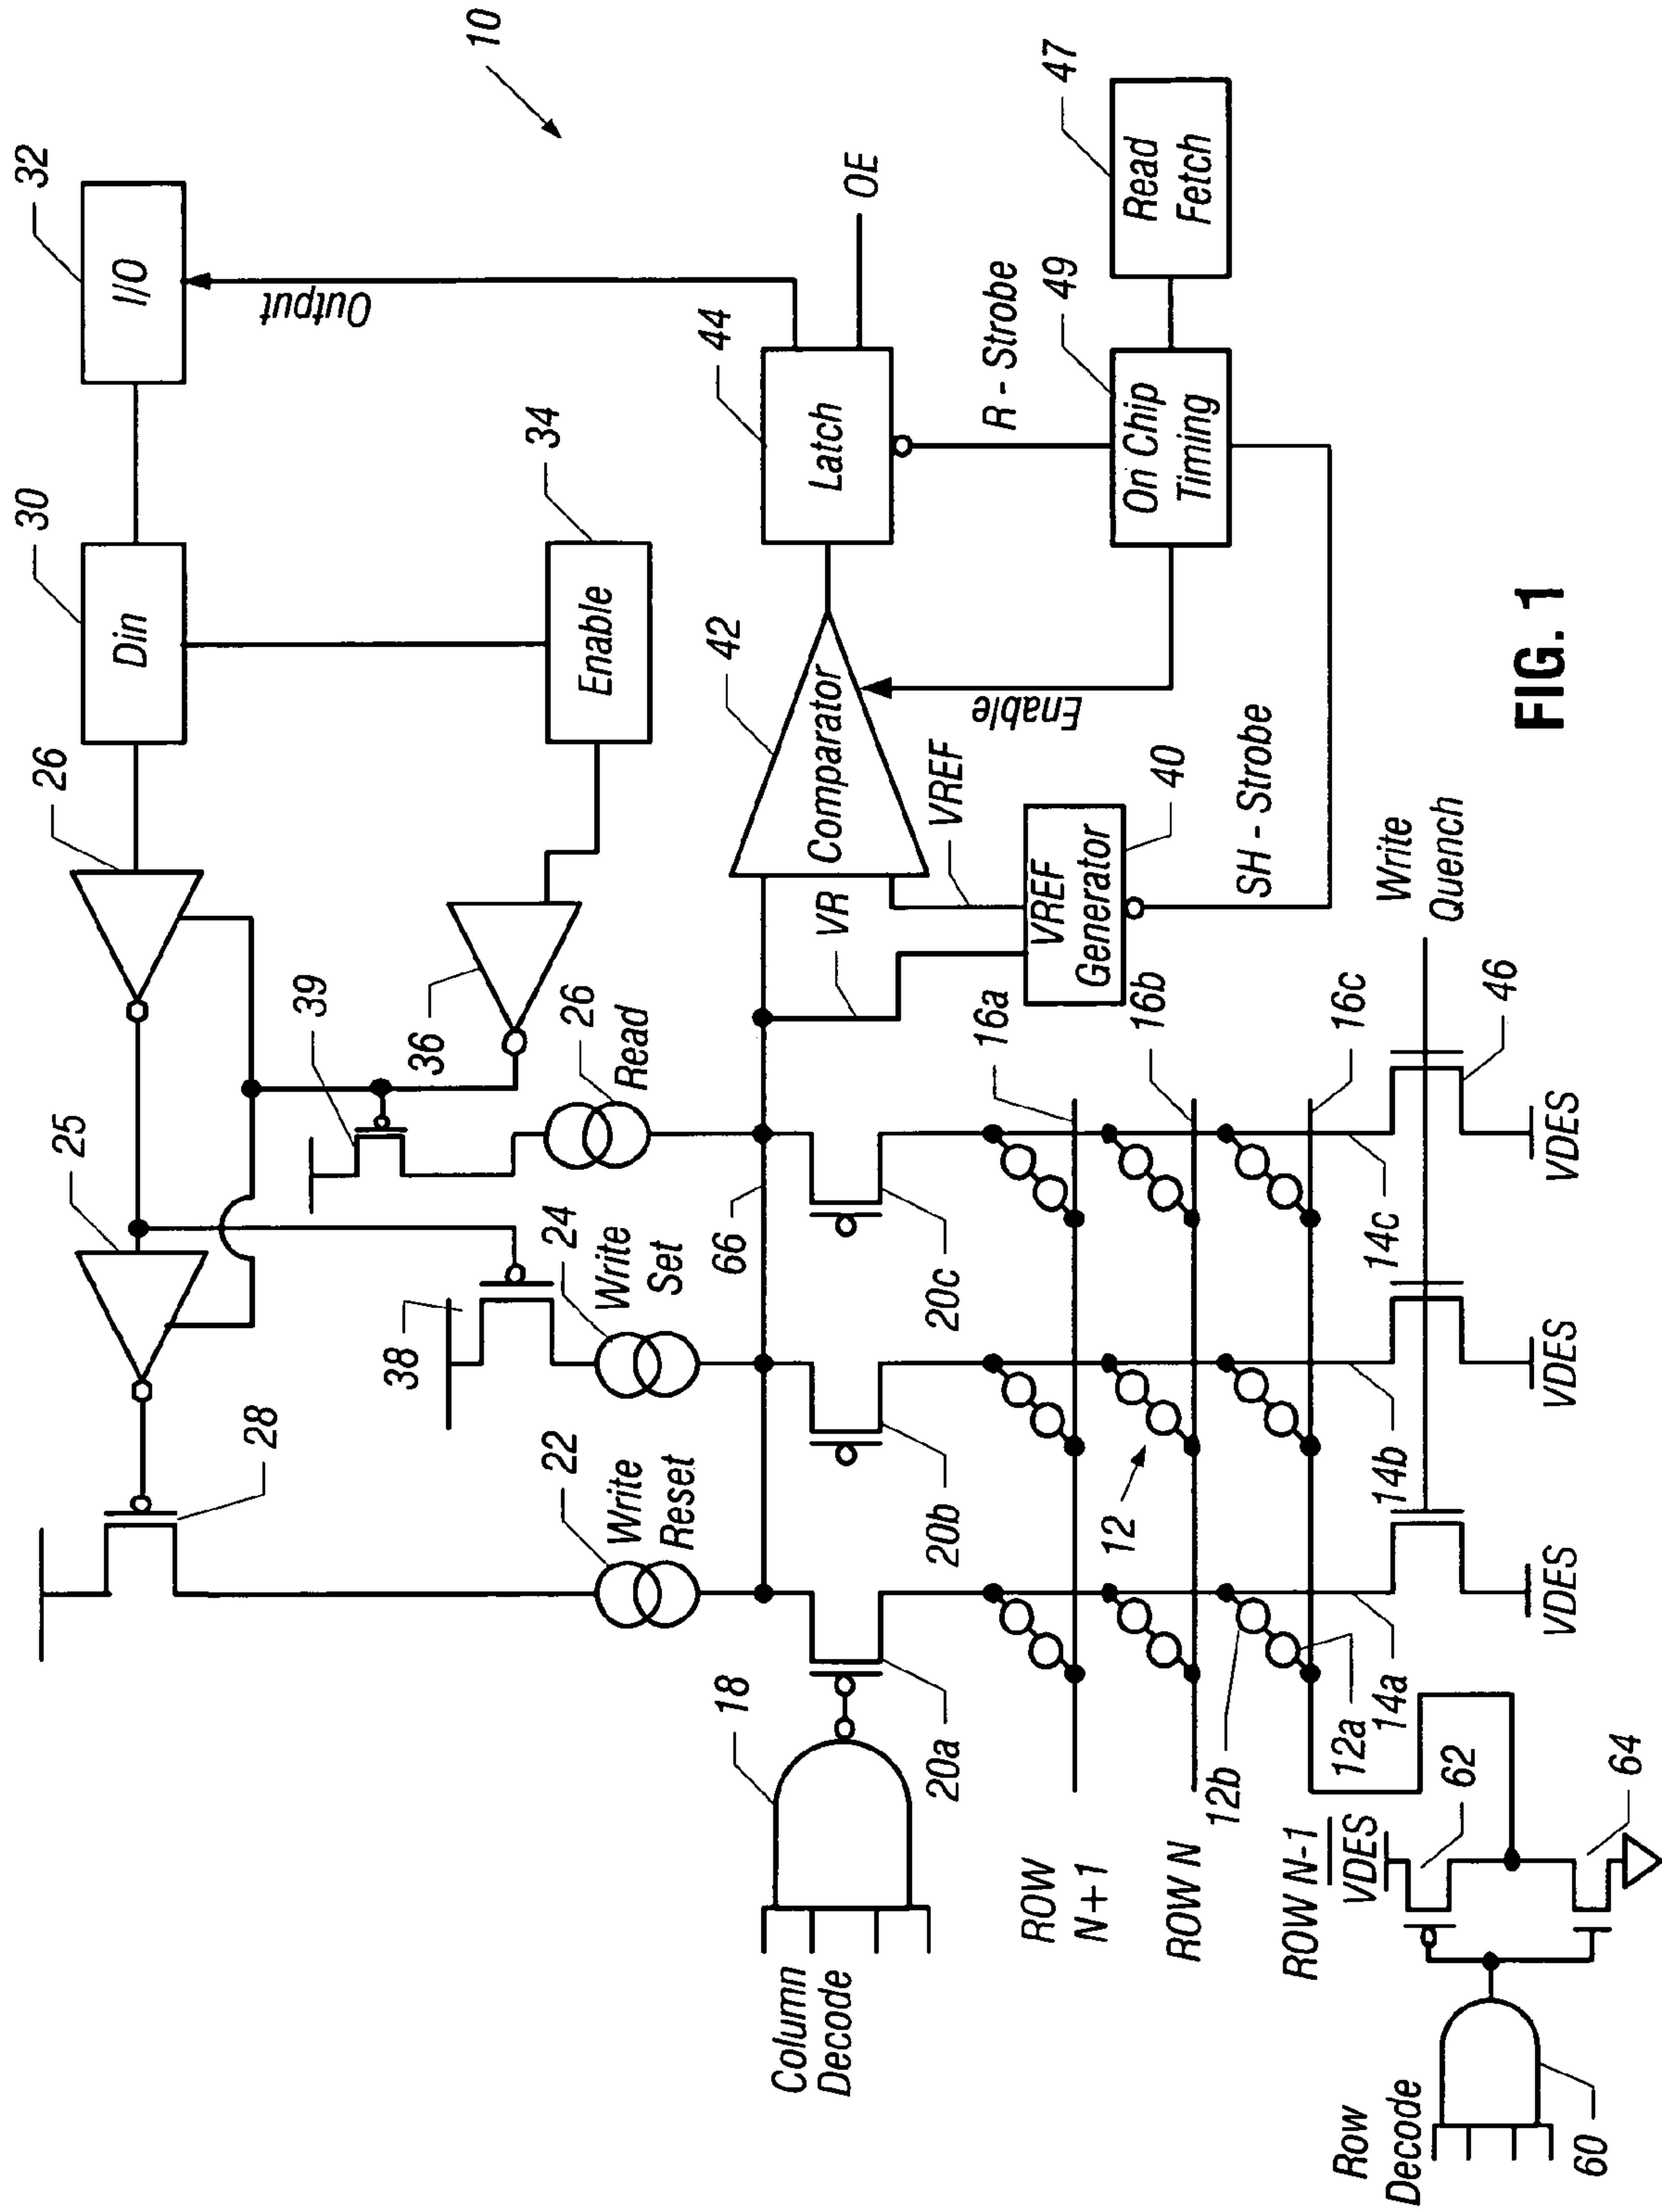 10
32
I/O
Output
30
Din
34
Enable
26
36
25
39
28
38
24
Write
Set
26
Read
22
Write
Reset
66
44
Latch
OE
42
Comparator
VR
VREF
Enable
R - Strobe
47
Read
Fetch
49
On Chip
Timing
VREF
Generator
40
SH - Strobe
18
Column
Decode
20a
20b
20c
16a
16b
16c
12
12b
12a
14a
14b
14c
Write
Quench
46
VDES
VDES
VDES
ROW
N+1
ROW N
ROW N-1
VDES
62
64
Row
Decode
60
FIG. 1